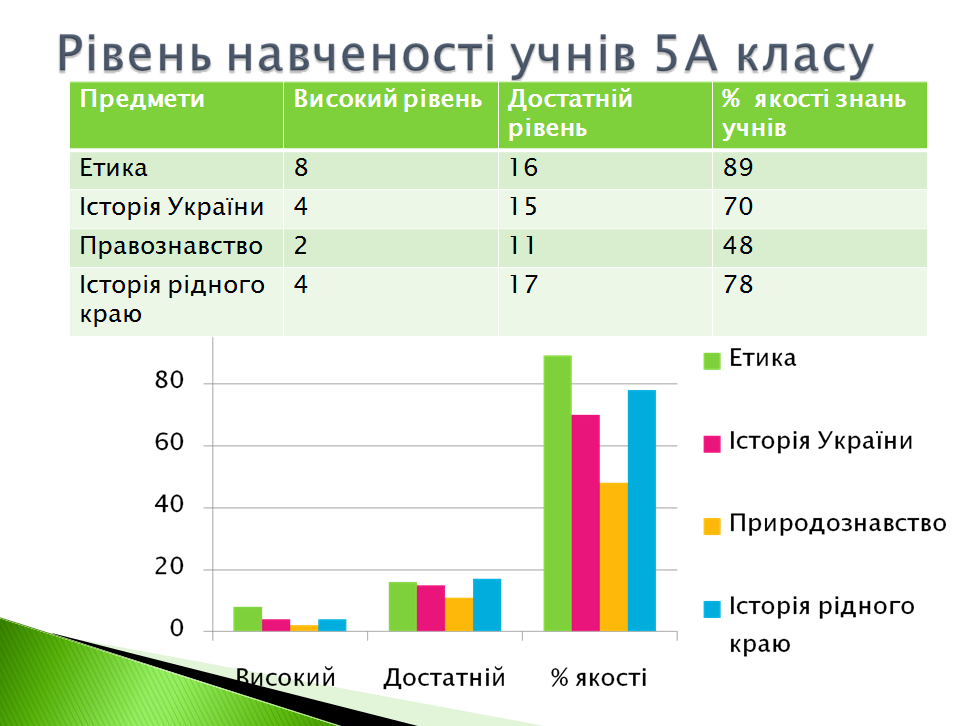 Рівень навченості учнів 5А класу
Предмети Високий рівень Достатній рівень % якості знань учнів
Етика 8 16 89
Історія України 4 15 70
Правознавство 2 11 48
Історія рідного краю 4 17 78
80
60
40
20
0
Високий Достатній % якості
Етика
Історія України
Природознавство
Історія рідного
краю